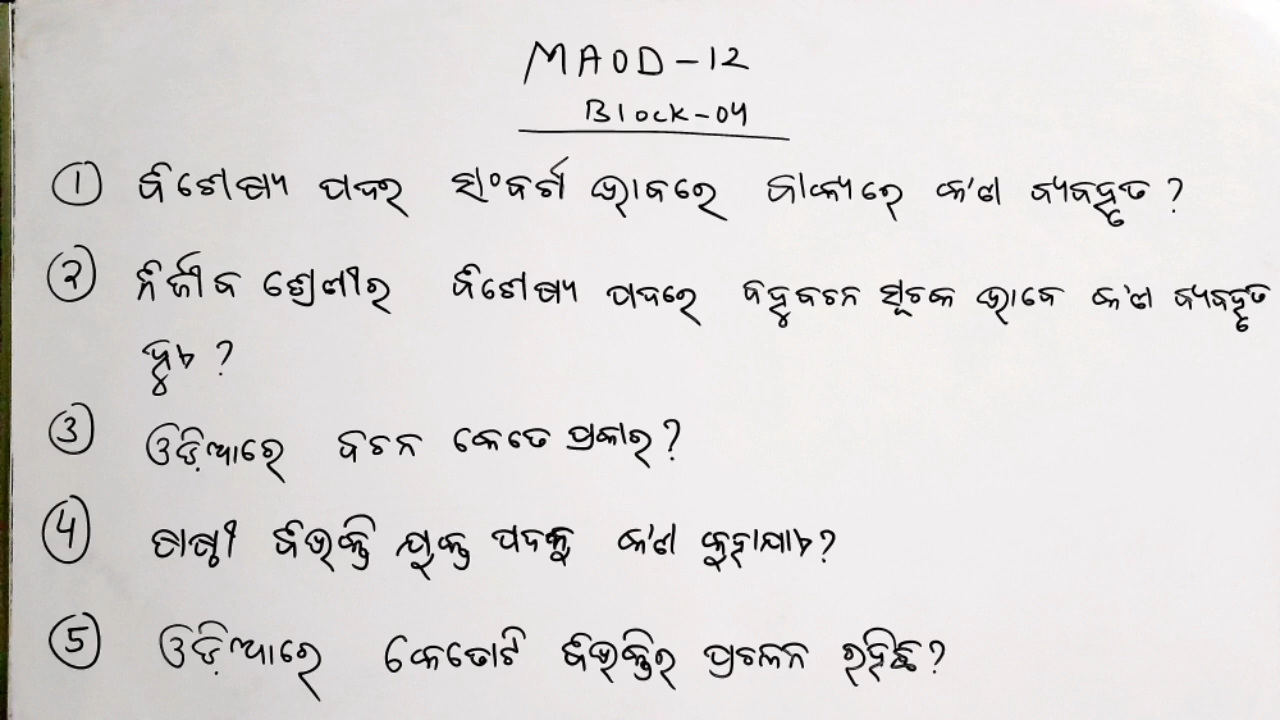 MAOD-12
Block-04
① ବିଶେଷ୍ୟ ପଦର ସାଂବର୍ଗ ଭାବରେ ବାକ୍ୟରେ କ'ଣ ବ୍ୟବହୃତ ?
② ନିର୍ଜୀବ ଶ୍ରେଣୀର ବିଶେଷ୍ୟ ପଦରେ ବହୁବଚନ ସୂଚକ ଭାବେ କ'ଣ ବ୍ୟବହୃତ
ହୁଏ ?
③ ଓଡ଼ିଆରେ ବଚନ କେତେ ପ୍ରକାର ?
④ ଷଷ୍ଠୀ ବିଭକ୍ତି ଯୁକ୍ତ ପଦକୁ କ'ଣ କୁହାଯାଏ ?
⑤ ଓଡ଼ିଆରେ କେତୋଟି ବିଭକ୍ତିର ପ୍ରଚଳନ ରହିଛି ?